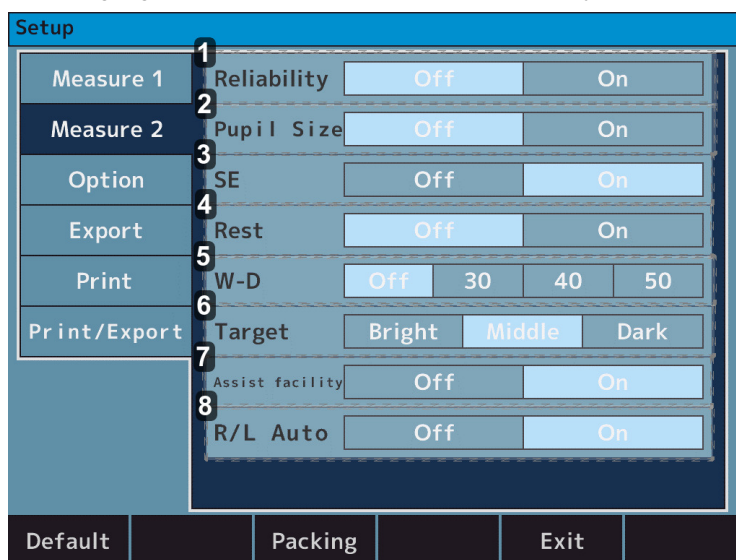 Setup
1
Measure 1 Reliability Off On
2
Measure 2 Pupil Size Off On
3
Option SE Off On
4
Export Rest Off On
5
Print W-D Off 30 40 50
6
Print/Export Target Bright Middle Dark
7
Assist facility Off On
8
R/L Auto Off On
Default Packing Exit